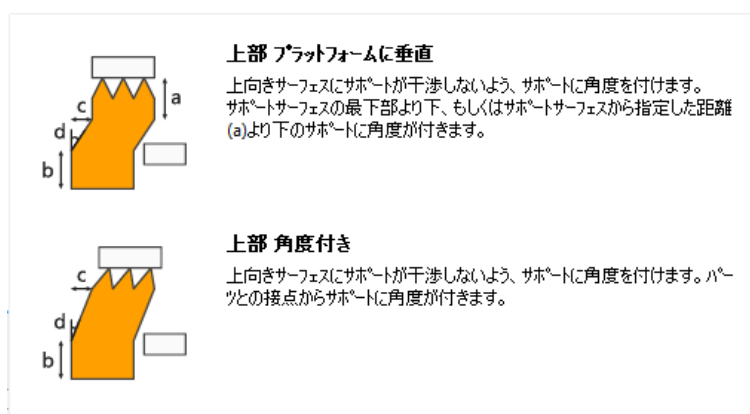 上部 プラットフォームに垂直
上向きサーフェスにサポートが干渉しないよう、サポートに角度を付けます。
サポートサーフェスの最下部より下、もしくはサポートサーフェスから指定した距離
(a)より下のサポートに角度が付きます。
a
c
d
b
上部 角度付き
上向きサーフェスにサポートが干渉しないよう、サポートに角度を付けます。パー
ツとの接点からサポートに角度が付きます。
c
d
b